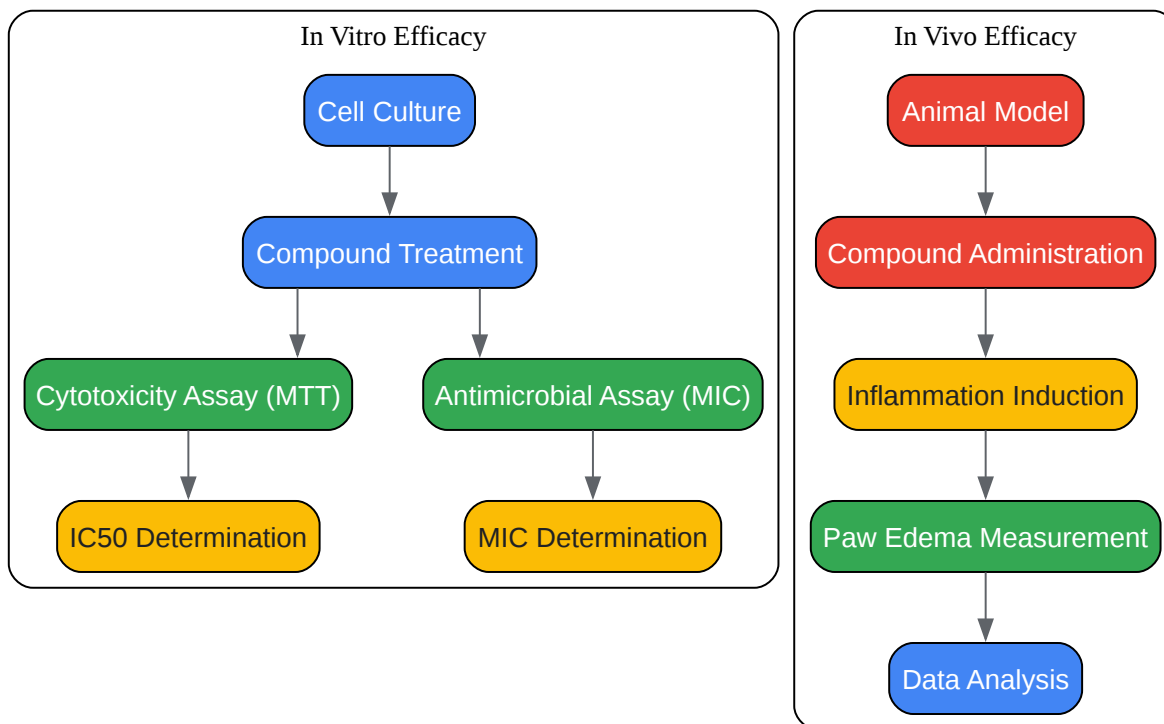 In Vitro Efficacy
Cell Culture
Compound Treatment
Cytotoxicity Assay (MTT)
Antimicrobial Assay (MIC)
IC50 Determination
MIC Determination
In Vivo Efficacy
Animal Model
Compound Administration
Inflammation Induction
Paw Edema Measurement
Data Analysis